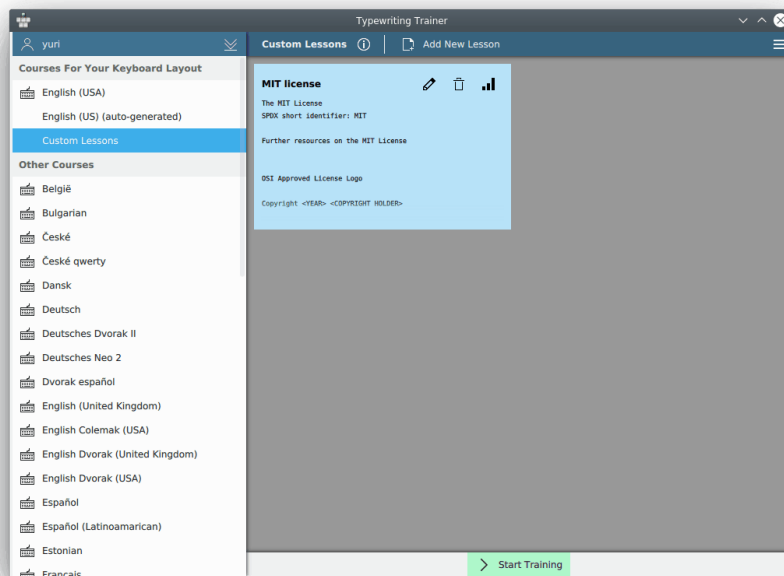 Typewriting Trainer
yuri
Custom Lessons
Add New Lesson
Courses For Your Keyboard Layout
English (USA)
English (US) (auto-generated)
Custom Lessons
Other Courses
België
Bulgarian
České
České qwerty
Dansk
Deutsch
Deutsches Dvorak II
Deutsches Neo 2
Dvorak español
English (United Kingdom)
English Colemak (USA)
English Dvorak (United Kingdom)
English Dvorak (USA)
Español
Español (Latinoamarican)
Estonian
Français
MIT license
The MIT License
SPDX short identifier: MIT
Further resources on the MIT License
OSI Approved License Logo
Copyright <YEAR> <COPYRIGHT HOLDER>
Start Training